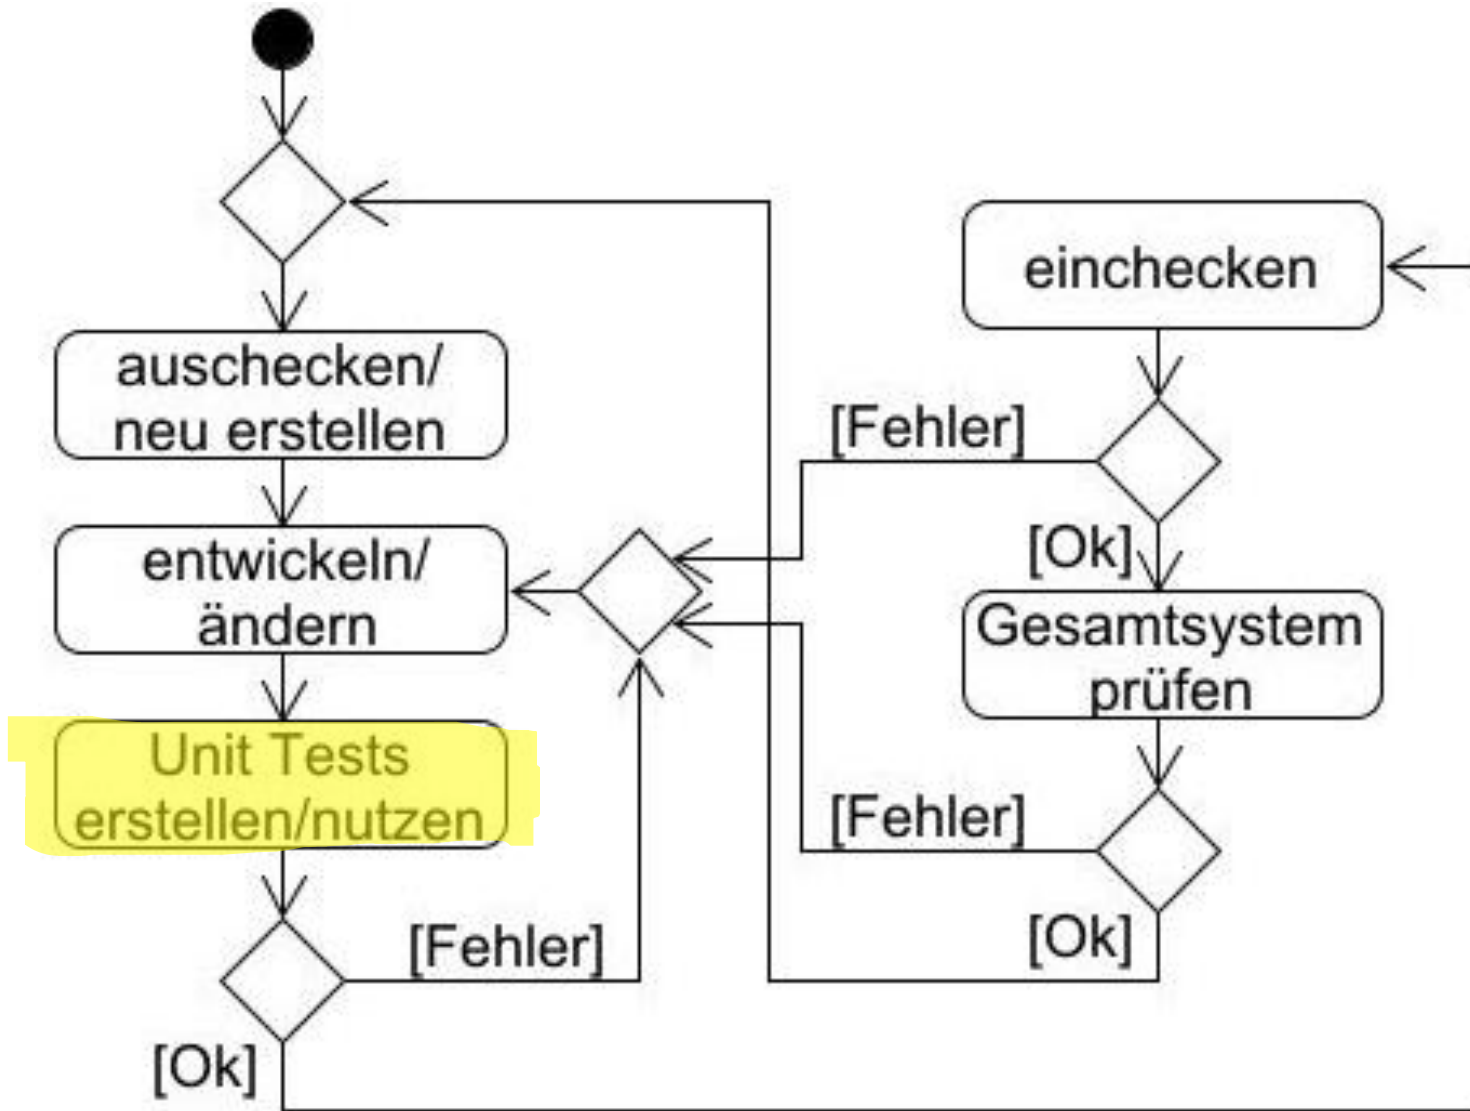 auschecken/
neu erstellen
entwickeln/
ändern
Unit Tests
erstellen/nutzen
[Fehler]
[Ok]
einchecken
[Fehler]
[Ok]
Gesamtsystem
prüfen
[Fehler]
[Ok]